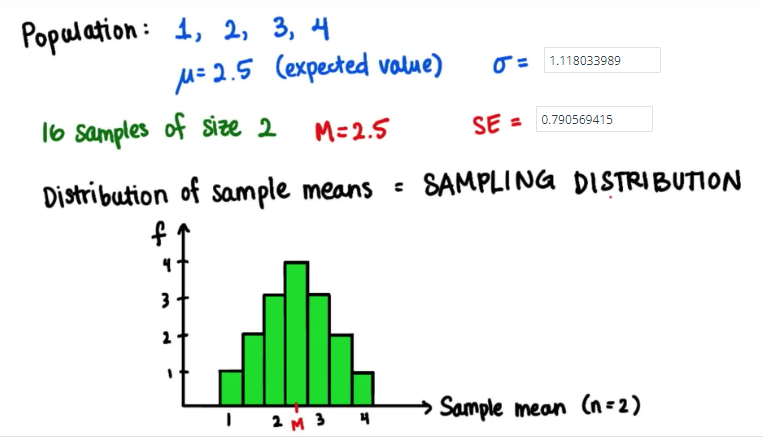 Population: 1, 2, 3, 4
μ= 2.5 (expected value) σ = 1.118033989
16 samples of size 2 M=2.5 SE = 0.790569415
Distribution of sample means = SAMPLING DISTRIBUTION
f
4
3
2
1
1 2 M 3 4
Sample mean (n=2)